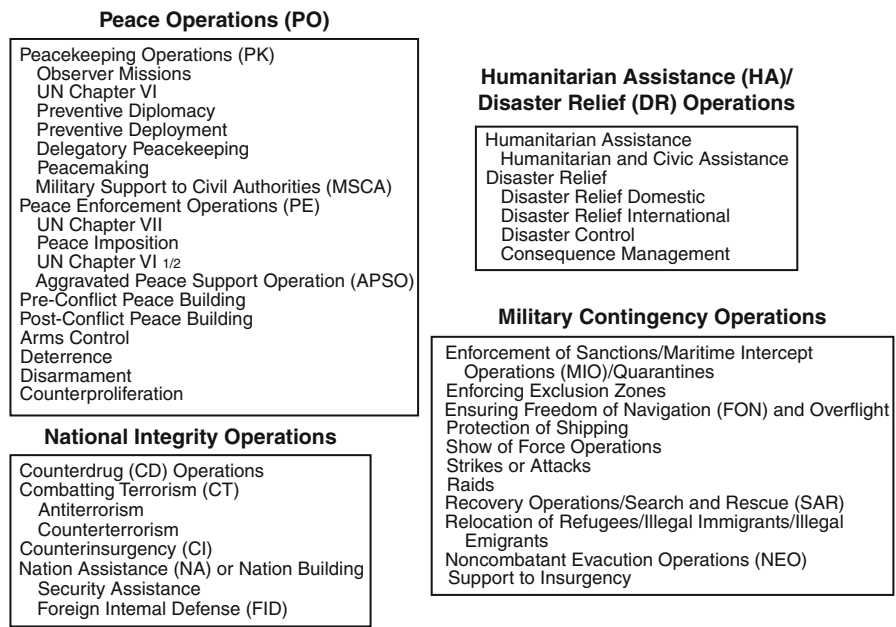 Peace Operations (PO)
Peacekeeping Operations (PK)
Observer Missions
UN Chapter VI
Preventive Diplomacy
Preventive Deployment
Delegatory Peacekeeping
Peacemaking
Military Support to Civil Authorities (MSCA)
Peace Enforcement Operations (PE)
UN Chapter VII
Peace Imposition
UN Chapter VI 1/2
Aggravated Peace Support Operation (APSO)
Pre-Conflict Peace Building
Post-Conflict Peace Building
Arms Control
Deterrence
Disarmament
Counterproliferation
National Integrity Operations
Counterdrug (CD) Operations
Combatting Terrorism (CT)
Antiterrorism
Counterterrorism
Counterinsurgency (CI)
Nation Assistance (NA) or Nation Building
Security Assistance
Foreign Internal Defense (FID)
Humanitarian Assistance (HA)/
Disaster Relief (DR) Operations
Humanitarian Assistance
Humanitarian and Civic Assistance
Disaster Relief
Disaster Relief Domestic
Disaster Relief International
Disaster Control
Consequence Management
Military Contingency Operations
Enforcement of Sanctions/Maritime Intercept
Operations (MIO)/Quarantines
Enforcing Exclusion Zones
Ensuring Freedom of Navigation (FON) and Overflight
Protection of Shipping
Show of Force Operations
Strikes or Attacks
Raids
Recovery Operations/Search and Rescue (SAR)
Relocation of Refugees/Illegal Immigrants/Illegal
Emigrants
Noncombatant Evacution Operations (NEO)
Support to Insurgency